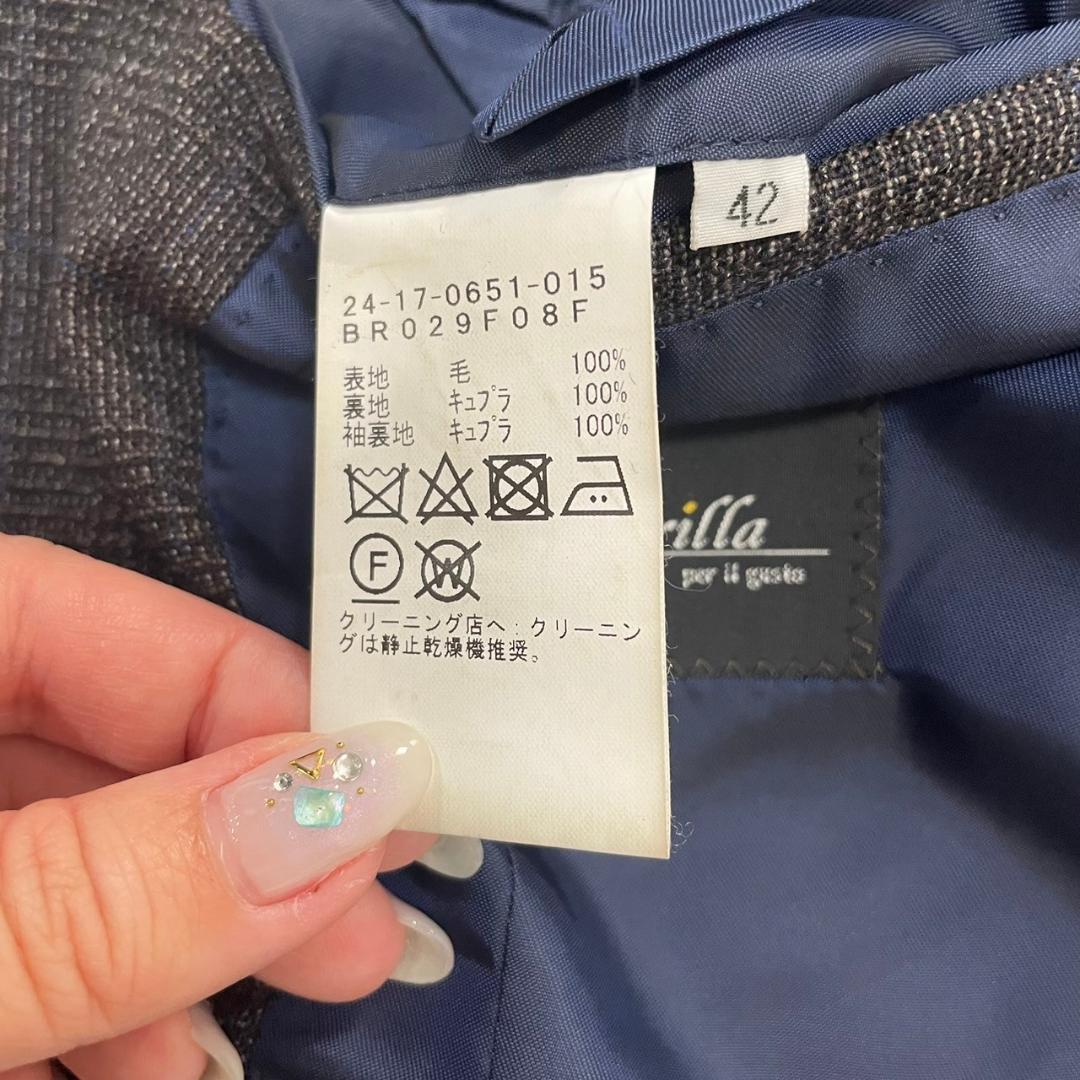 42
24-17-0651-015
BR029F08F
表地 毛 100%
裏地 キュプラ 100%
袖裏地 キュプラ 100%
F W
クリーニング店へ：クリーニン
グは静止乾燥機推奨。
per il gusto